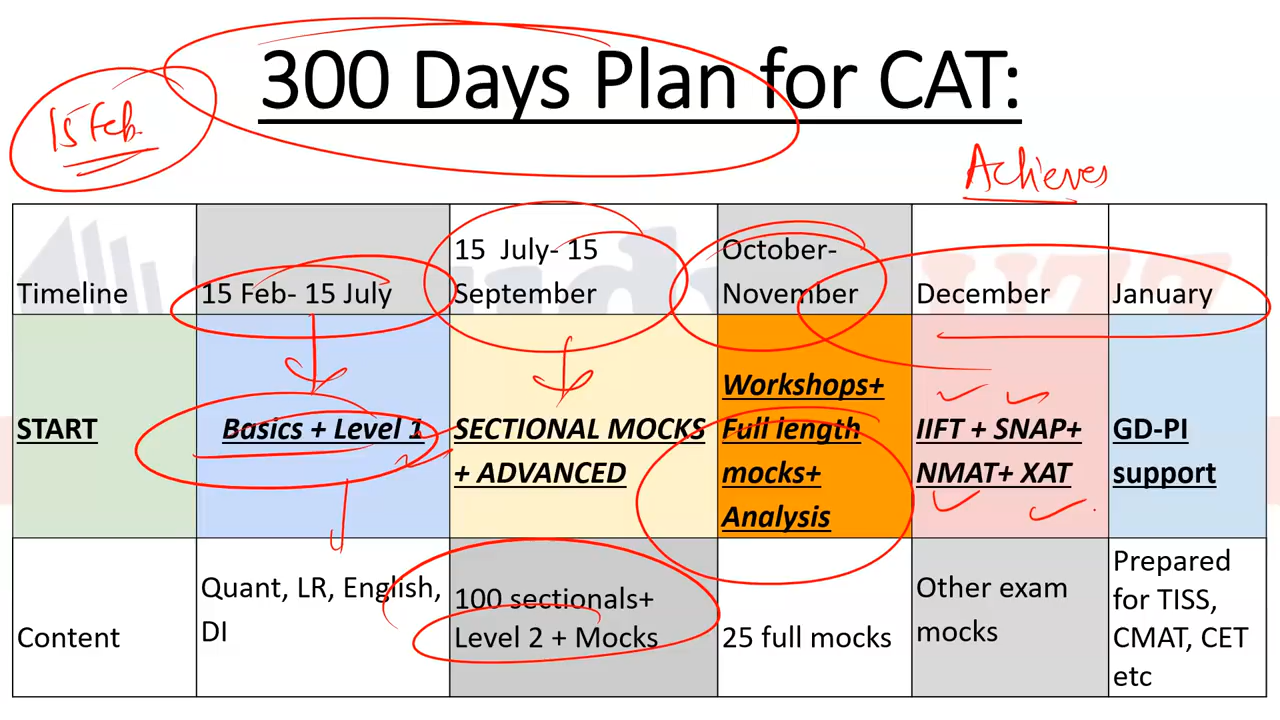 300 Days Plan for CAT:
15 Feb.
Achieves
Timeline
15 Feb- 15 July
15 July- 15
September
October-
November
December
January
START
Basics + Level 1
SECTIONAL MOCKS
+ ADVANCED
Workshops+
Full length
mocks+
Analysis
IIFT + SNAP+
NMAT+ XAT
GD-PI
support
Content
Quant, LR, English,
DI
100 sectionals+
Level 2 + Mocks
25 full mocks
Other exam
mocks
Prepared
for TISS,
CMAT, CET
etc